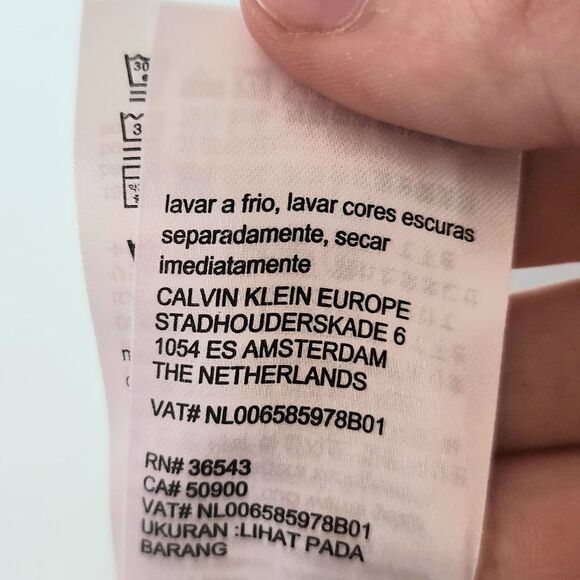 lavar a frio, lavar cores escuras
separadamente, secar
imediatamente
CALVIN KLEIN EUROPE
STADHOUDERSKADE 6
1054 ES AMSTERDAM
THE NETHERLANDS
VAT# NL006585978B01
RN# 36543
CA# 50900
VAT# NL006585978B01
UKURAN :LIHAT PADA
BARANG